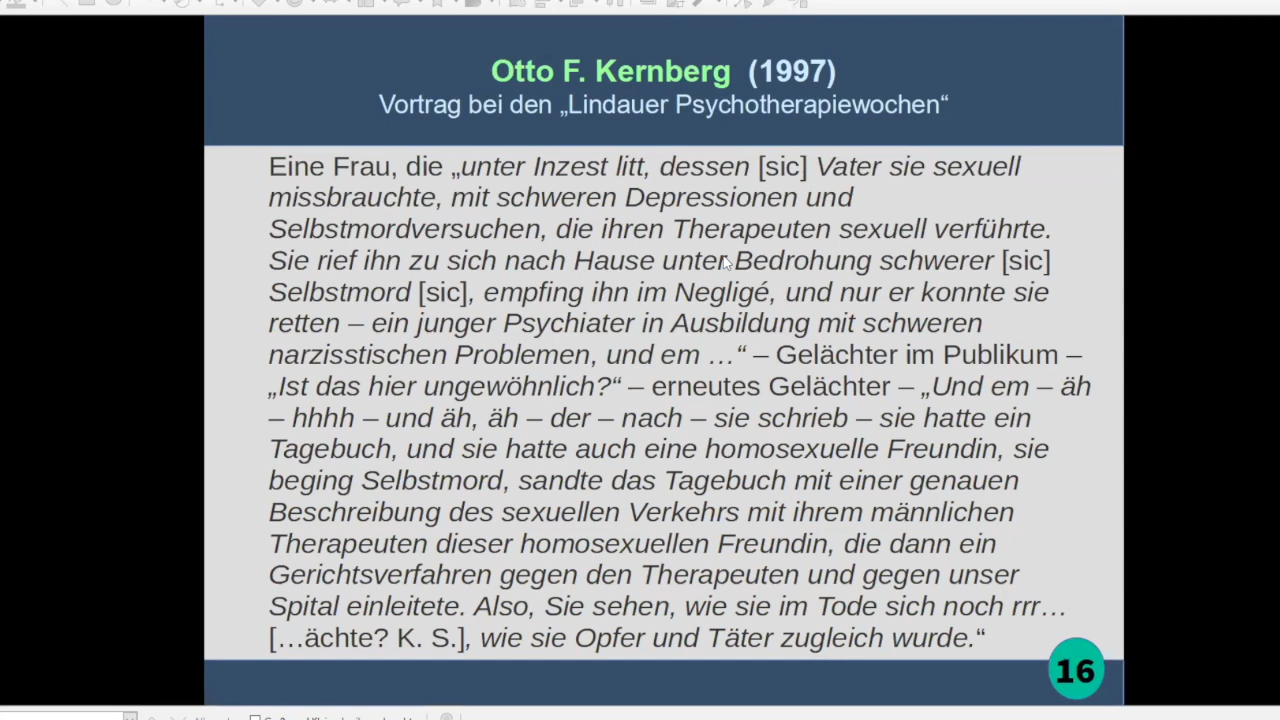 Otto F. Kernberg (1997)
Vortrag bei den „Lindauer Psychotherapiewochen“
Eine Frau, die „unter Inzest litt, dessen [sic] Vater sie sexuell
missbrauchte, mit schweren Depressionen und
Selbstmordversuchen, die ihren Therapeuten sexuell verführte.
Sie rief ihn zu sich nach Hause unter Bedrohung schwerer [sic]
Selbstmord [sic], empfing ihn im Negligé, und nur er konnte sie
retten – ein junger Psychiater in Ausbildung mit schweren
narzisstischen Problemen, und em …“ – Gelächter im Publikum –
„Ist das hier ungewöhnlich?“ – erneutes Gelächter – „Und em – äh
– hhhh – und äh, äh – der – nach – sie schrieb – sie hatte ein
Tagebuch, und sie hatte auch eine homosexuelle Freundin, sie
beging Selbstmord, sandte das Tagebuch mit einer genauen
Beschreibung des sexuellen Verkehrs mit ihrem männlichen
Therapeuten dieser homosexuellen Freundin, die dann ein
Gerichtsverfahren gegen den Therapeuten und gegen unser
Spital einleitete. Also, Sie sehen, wie sie im Tode sich noch rrr…
[…ächte? K. S.], wie sie Opfer und Täter zugleich wurde.“
16